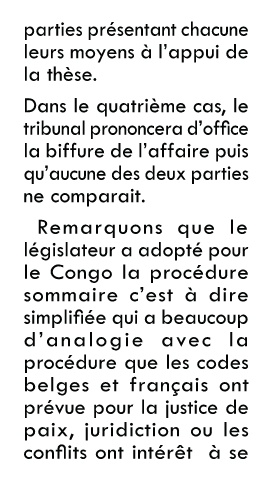 parties présentant chacune
leurs moyens à l’appui de
la thèse.
Dans le quatrième cas, le
tribunal prononcera d’office
la biffure de l’affaire puis
qu’aucune des deux parties
ne comparait.
Remarquons que le
législateur a adopté pour
le Congo la procédure
sommaire c’est à dire
simplifiée qui a beaucoup
d’analogie avec la
procédure que les codes
belges et français ont
prévue pour la justice de
paix, juridiction ou les
conflits ont intérêt à se